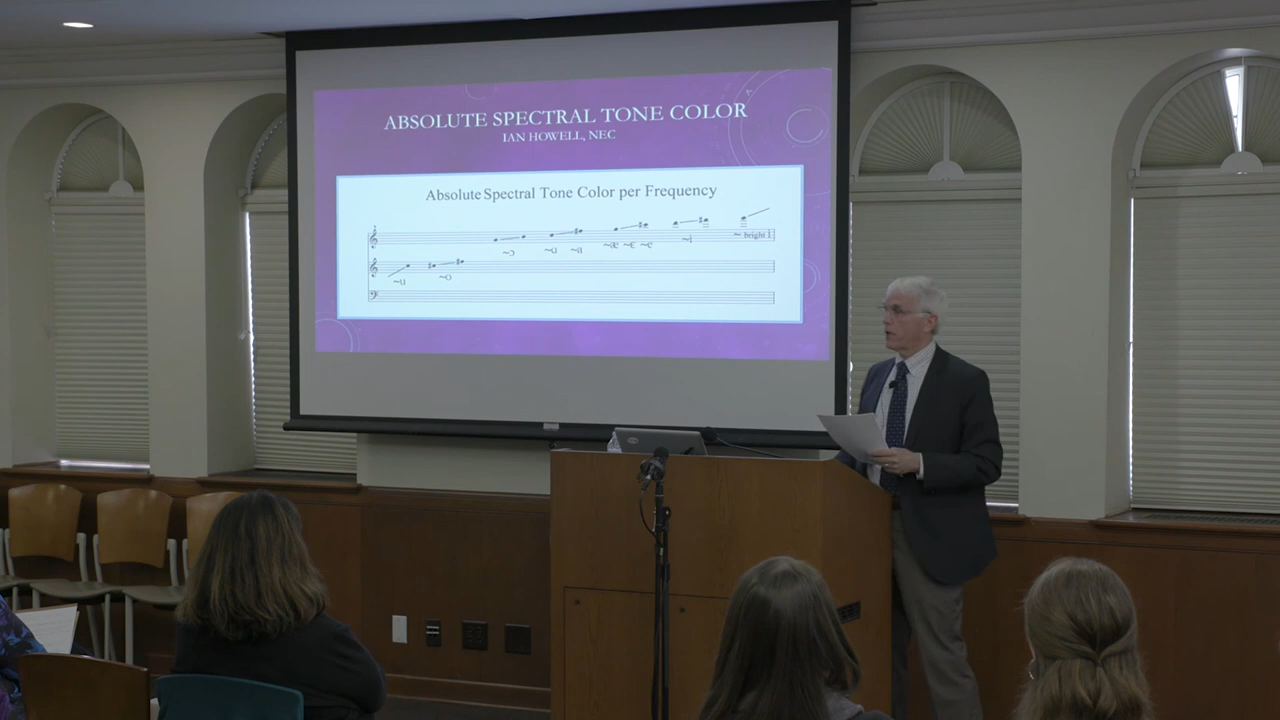 ABSOLUTE SPECTRAL TONE COLOR
IAN HOWELL, NEC
Absolute Spectral Tone Color per Frequency
~ɔ ~ɑ ~a ~æ ~ɛ ~e ~i ~ bright i
~u ~o